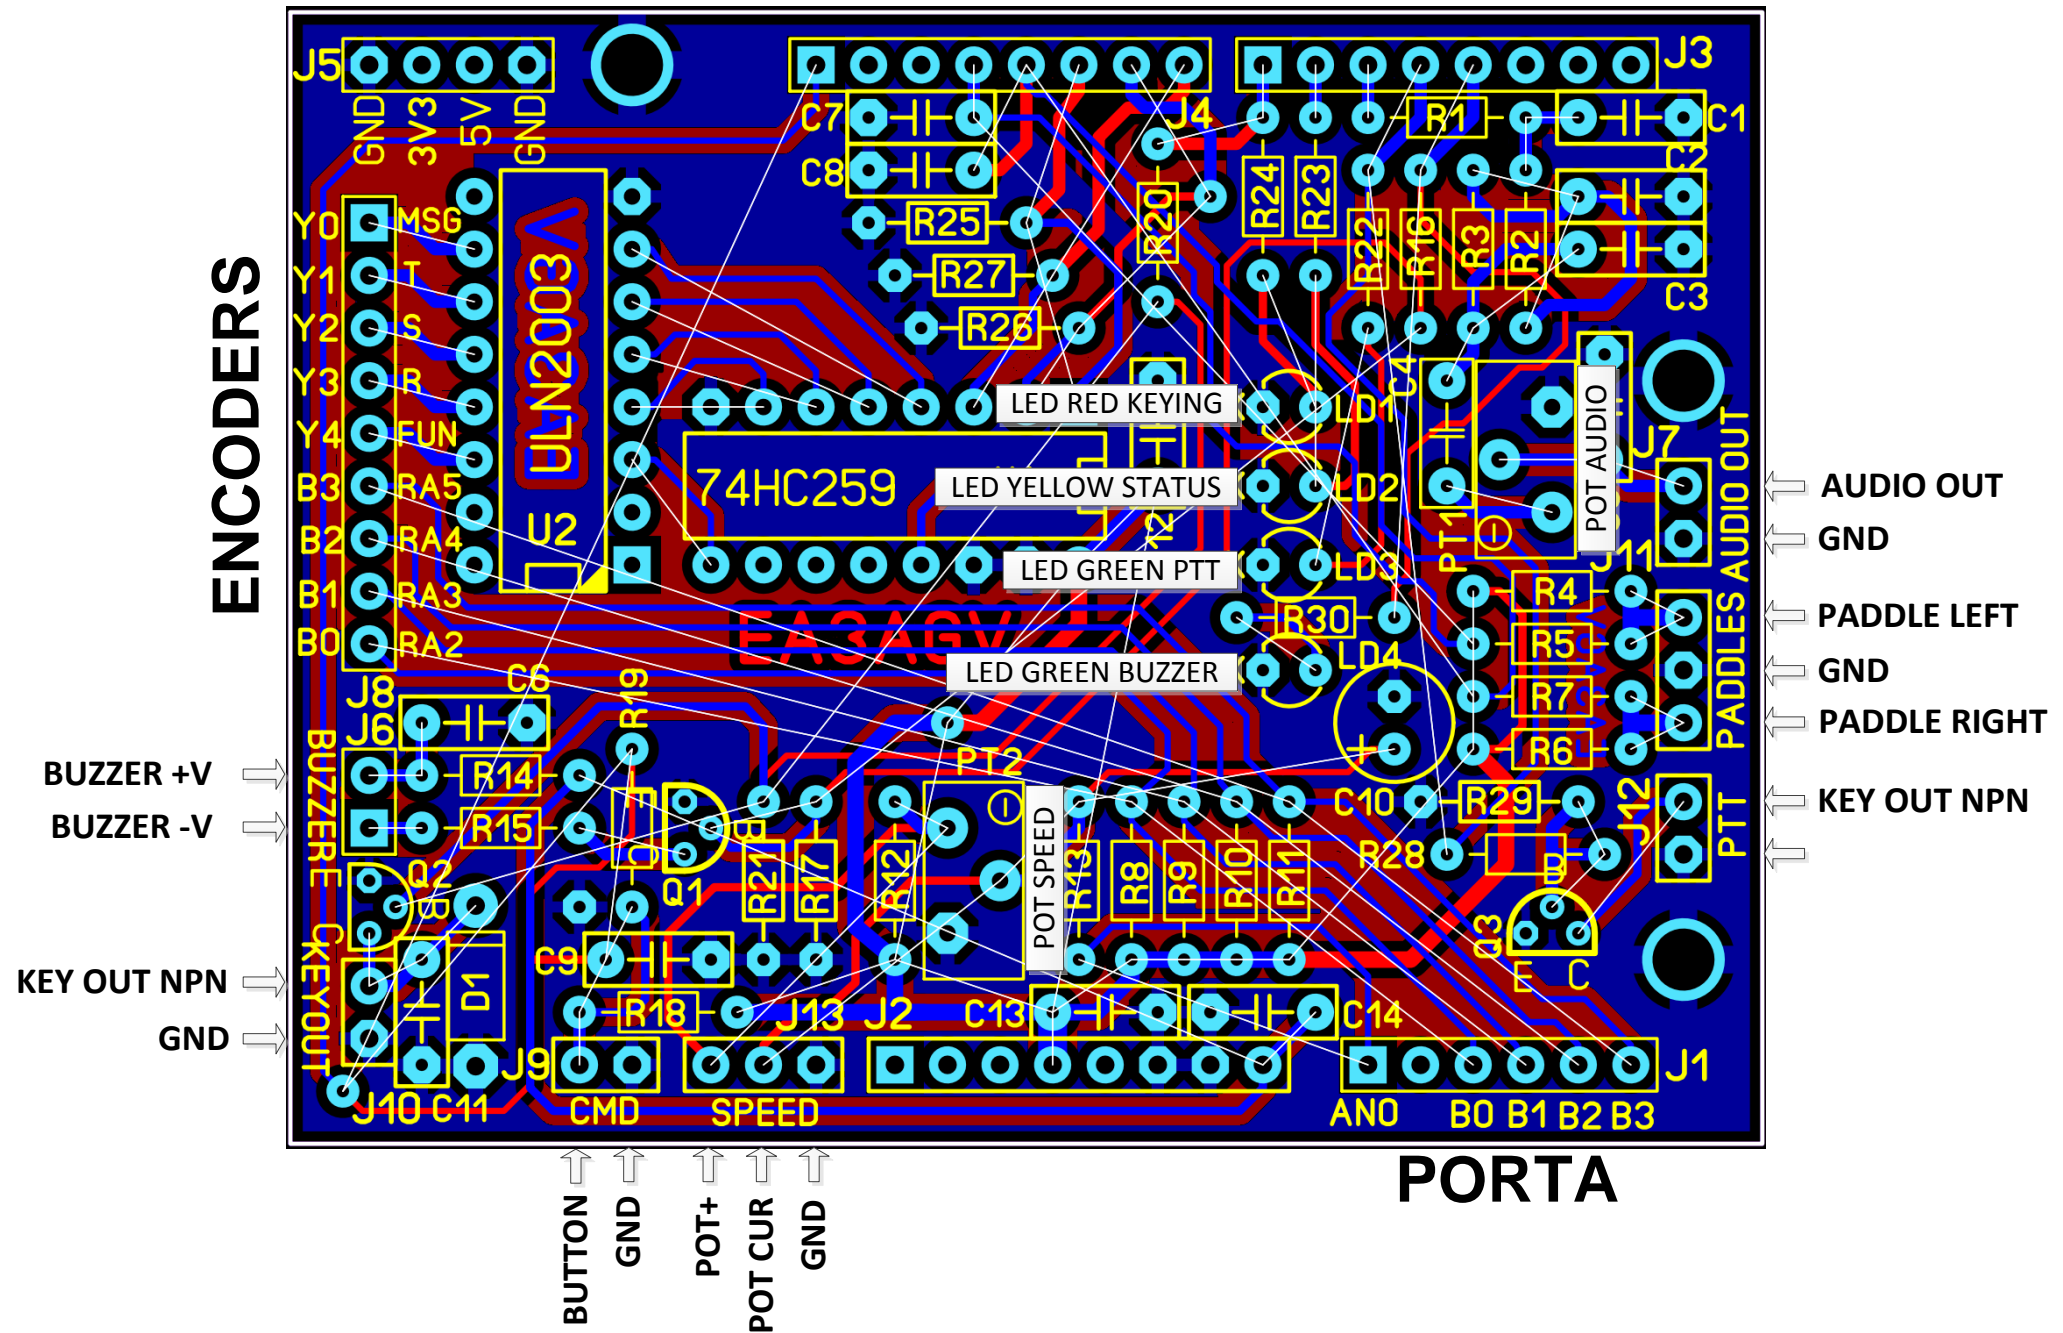 J5
J3
GND
3V3
5V
GND
C7
J4
R1
C1
C8
C2
R24
R23
R20
R25
R22
R16
R3
R2
C3
R27
R26
Y0 MSG
Y1 T
Y2 S
Y3 R
Y4 FUN
B3 RA5
B2 RA4
B1 RA3
B0 RA2
ENCODERS
ULN2003
U2
74HC259
LED RED KEYING
LD1
C4
POT AUDIO
J7
LED YELLOW STATUS
LD2
AUDIO OUT
AUDIO OUT
GND
PT1
J11
LED GREEN PTT
LD3
R4
EA3AGV
R30
R5
PADDLES
PADDLE LEFT
LED GREEN BUZZER
LD4
GND
R7
PADDLE RIGHT
R6
J8
C6
R19
J6
BUZZER
BUZZER +V
R14
PT2
BUZZER -V
R15
C10
R29
J12
PTT
KEY OUT NPN
R28
B
Q2
B
C
E
C
B
Q1
R21
R17
R12
POT SPEED
R13
R8
R9
R10
R11
Q3
E
C
KEYOUT
KEY OUT NPN
GND
D1
C9
R18
J13
J2
C13
C14
J9
J1
J10
C11
CMD
SPEED
AN0
B0
B1
B2
B3
PORTA
BUTTON
GND
POT+
POT CUR
GND